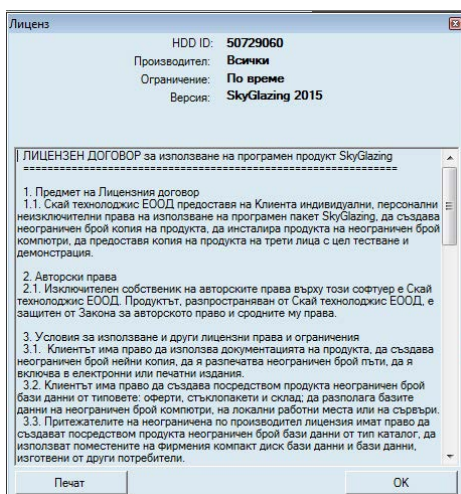 Лиценз
HDD ID: 50729060
Производител: Всички
Ограничение: По време
Версия: SkyGlazing 2015
ЛИЦЕНЗЕН ДОГОВОР за използване на програмен продукт SkyGlazing
================================================================
1. Предмет на Лицензния договор
1.1. Скай технолоджис ЕООД предоставя на Клиента индивидуални, персонални
неизключителни права на използване на програмен пакет SkyGlazing, да създава
неограничен брой копия на продукта, да инсталира продукта на неограничен брой
компютри, да предоставя копия на продукта на трети лица с цел тестване и
демонстрация.
2. Авторски права
2.1. Изключителен собственик на авторските права върху този софтуер е Скай
технолоджис ЕООД. Продуктът, разпространяван от Скай технолоджис ЕООД, е
защитен от Закона за авторското право и сродните му права.
3. Условия за използване и други лицензни права и ограничения
3.1. Клиентът има право да използва документацията на продукта, да създава
неограничен брой нейни копия, да я разпечатва неограничен брой пъти, да я
включва в електронни или печатни издания.
3.2. Клиентът има право да създава посредством продукта неограничен брой
бази данни от типовете: оферти, стъклопакети и склад; да разполага базите
данни на неограничен брой компютри, на локални работни места или на сървъри.
3.3. Притежателите на неограничена по производител лицензия имат право да
създават посредством продукта неограничен брой бази данни от тип каталог, да
използват поместените на фирмения компакт диск бази данни и бази данни,
изготвени от други потребители.
Печат
OK